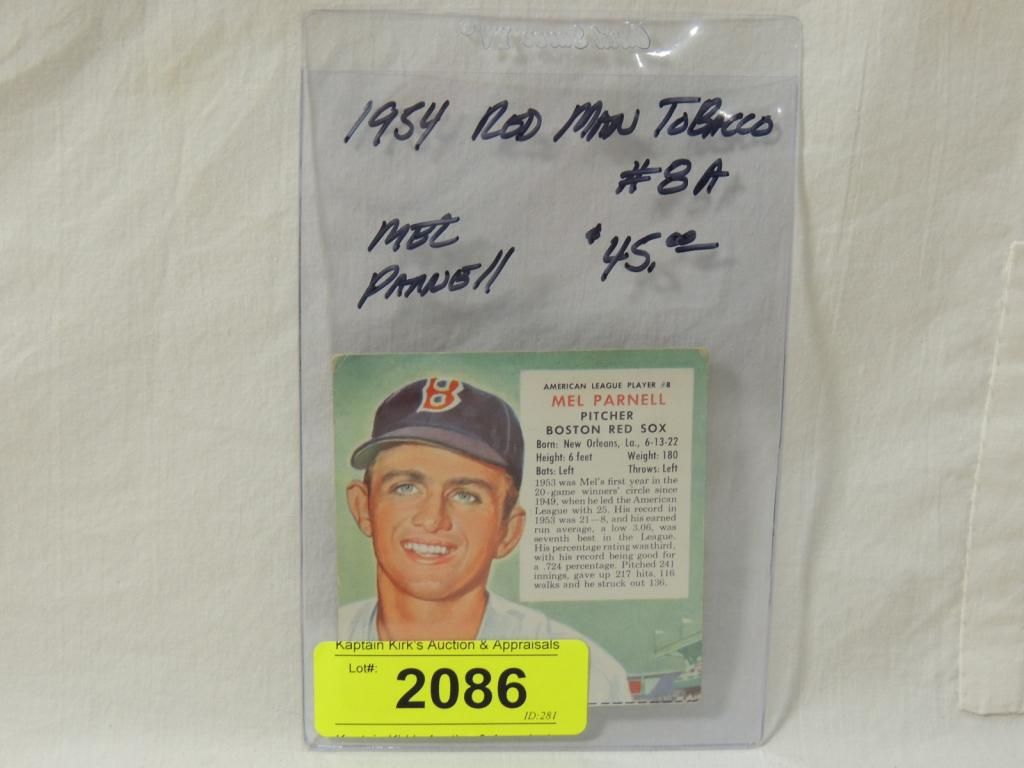 1954 RED MAN TOBACCO
#8A
MEL
PARNELL
$45.00
B
AMERICAN LEAGUE PLAYER #8
MEL PARNELL
PITCHER
BOSTON RED SOX
Born: New Orleans, La., 6-13-22
Height: 6 feet Weight: 180
Bats: Left Throws: Left
1953 was Mel's first year in the
20-game winners' circle since
1949, when he led the American
League with 25. His record in
1953 was 21—8, and his earned
run average, a low 3.06, was
seventh best in the League.
His percentage rating was third,
with his record being good for
a .724 percentage. Pitched 241
innings, gave up 217 hits, 116
walks and he struck out 136.
Kaptain Kirk's Auction & Appraisals
Lot#:
2086
ID:281